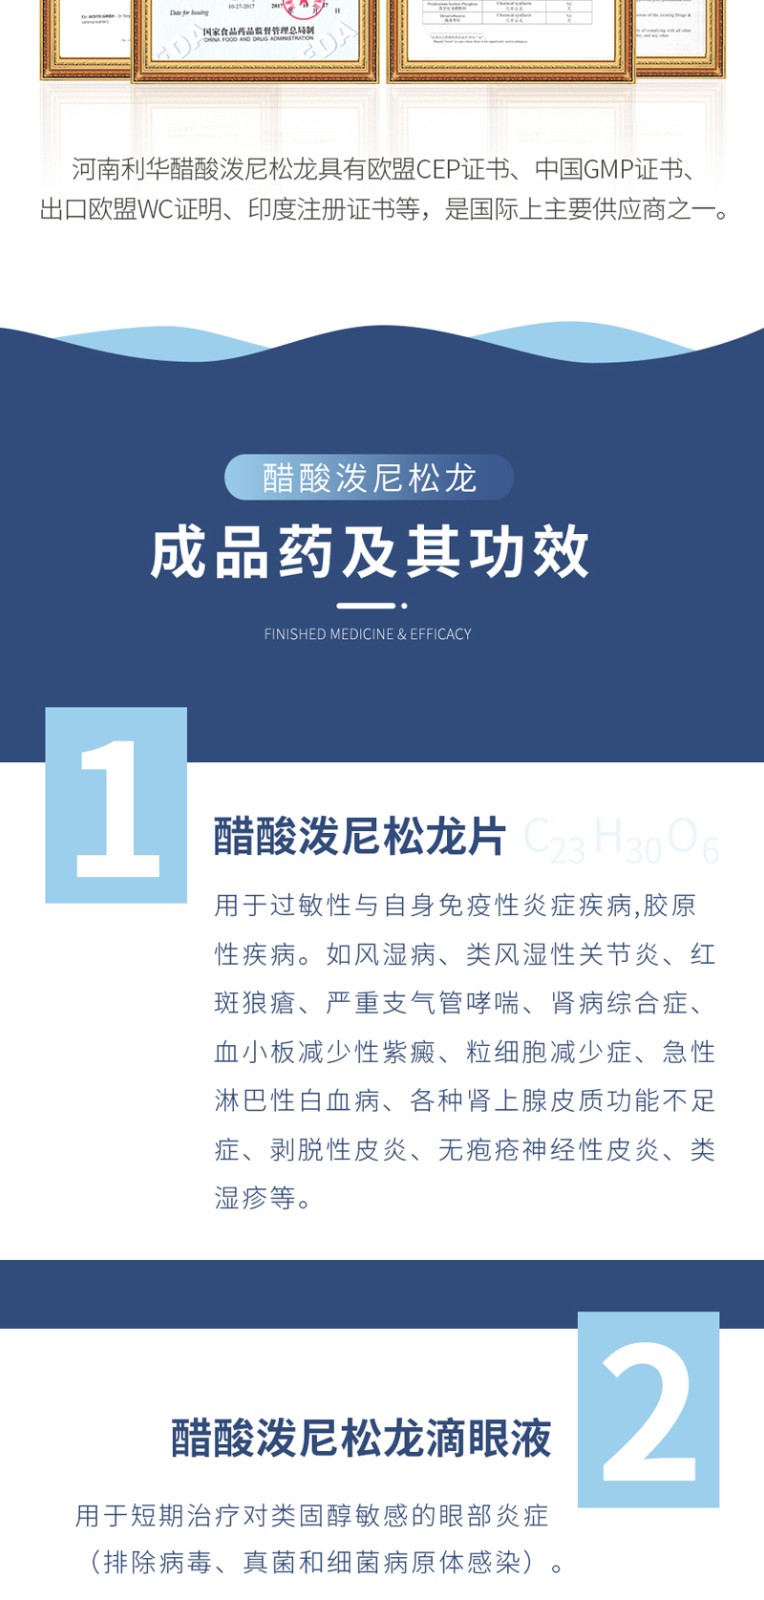 Date for Issuing
10-27-2017
国家食品药品监督管理总局制
CHINA FOOD AND DRUG ADMINISTRATION
河南利华醋酸泼尼松龙具有欧盟CEP证书、中国GMP证书、
出口欧盟WC证明、印度注册证书等，是国际上主要供应商之一。
醋酸泼尼松龙
成品药及其功效
FINISHED MEDICINE & EFFICACY
1
醋酸泼尼松龙片 C23H30O6
用于过敏性与自身免疫性炎症疾病,胶原
性疾病。如风湿病、类风湿性关节炎、红
斑狼瘡、严重支气管哮喘、肾病综合症、
血小板减少性紫癜、粒细胞减少症、急性
淋巴性白血病、各种肾上腺皮质功能不足
症、剥脱性皮炎、无疱疮神经性皮炎、类
湿疹等。
2
醋酸泼尼松龙滴眼液
用于短期治疗对类固醇敏感的眼部炎症
（排除病毒、真菌和细菌病原体感染）。